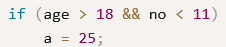 if (age > 18 && no < 11)
a = 25;